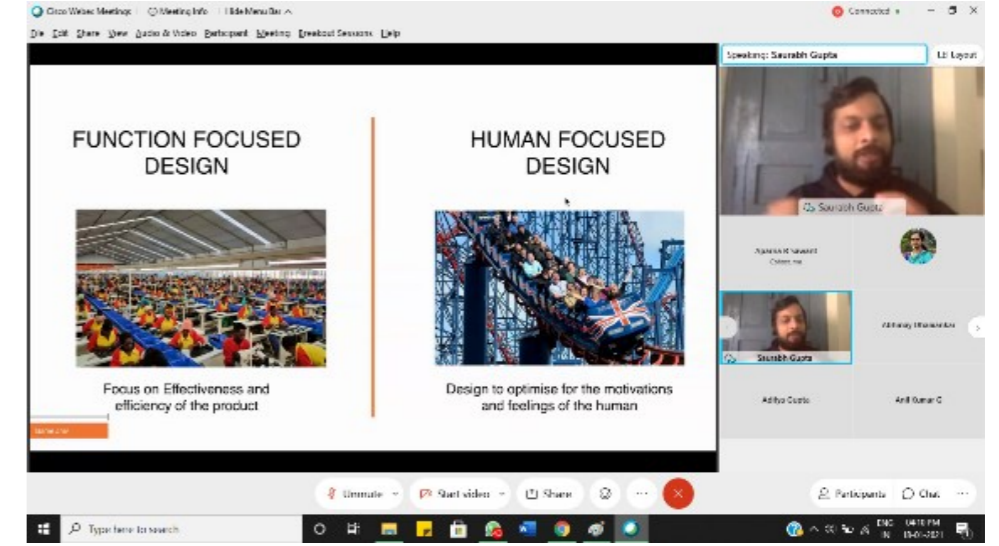 Cisco Webex Meetings
Meeting Info
Hide Menu Bar
Connected
File Edit Share View Audio & Video Participant Meeting Breakout Sessions Help
Speaking: Saurabh Gupta
Layout
FUNCTION FOCUSED
DESIGN
HUMAN FOCUSED
DESIGN
Focus on Effectiveness and
efficiency of the product
Design to optimise for the motivations
and feelings of the human
Saurabh Gupta
Saurabh Gupta
Aditya Gupta
Anil Kumar G
Unmute
Start video
Share
Participants
Chat
Type here to search
ENG
IN
04:10 PM